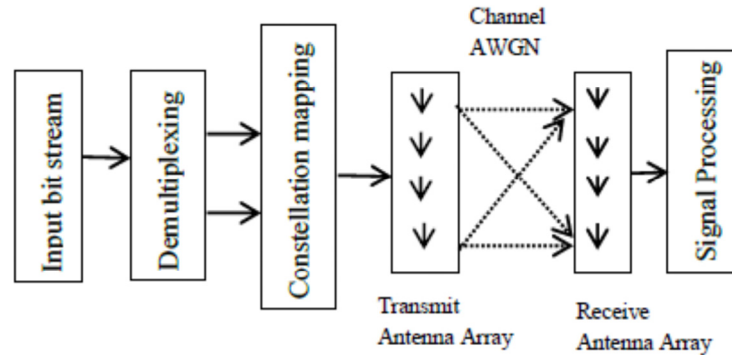 Channel
AWGN
Input bit stream
Demultiplexing
Constellation mapping
Signal Processing
Transmit
Antenna Array
Receive
Antenna Array